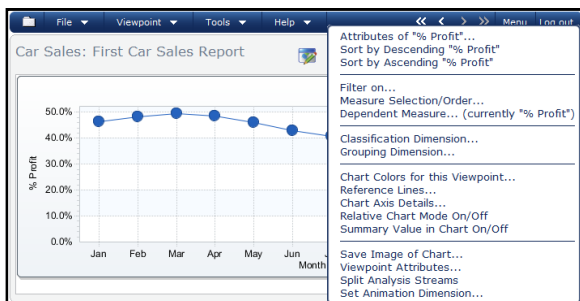 File Viewpoint Tools Help Menu Log out
Car Sales: First Car Sales Report
Attributes of "% Profit"...
Sort by Descending "% Profit"
Sort by Ascending "% Profit"
Filter on...
Measure Selection/Order...
Dependent Measure... (currently "% Profit")
Classification Dimension...
Grouping Dimension...
Chart Colors for this Viewpoint...
Reference Lines...
Chart Axis Details...
Relative Chart Mode On/Off
Summary Value in Chart On/Off
Save Image of Chart...
Viewpoint Attributes...
Split Analysis Streams
Set Animation Dimension...
% Profit
50.0%
40.0%
30.0%
20.0%
10.0%
0.0%
Jan Feb Mar Apr May Jun
Month